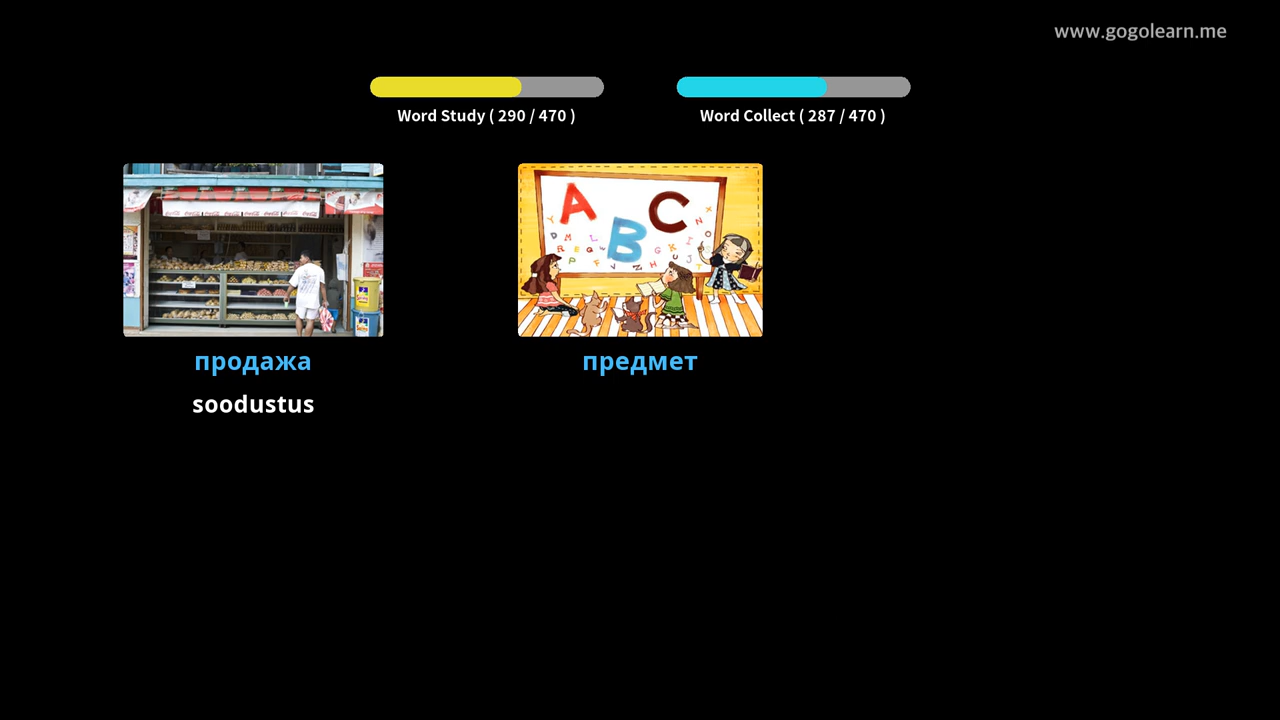 www.gogolearn.me
Word Study ( 290 / 470 )
Word Collect ( 287 / 470 )
A
B
C
продажа
предмет
soodustus